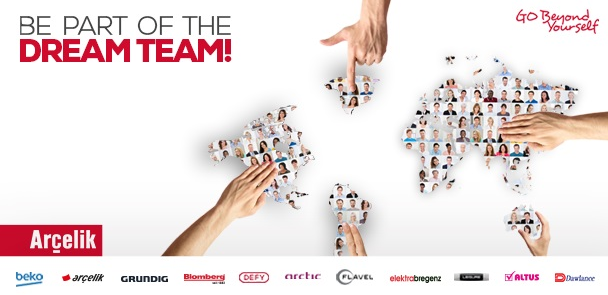 BE PART OF THE
DREAM TEAM!
GO Beyond
Yourself
Arçelik
beko
arçelik
GRUNDIG
Blomberg
DEFY
arctic
FLAVEL
elektrabregenz
LEISURE
ALTUS
Dawlance